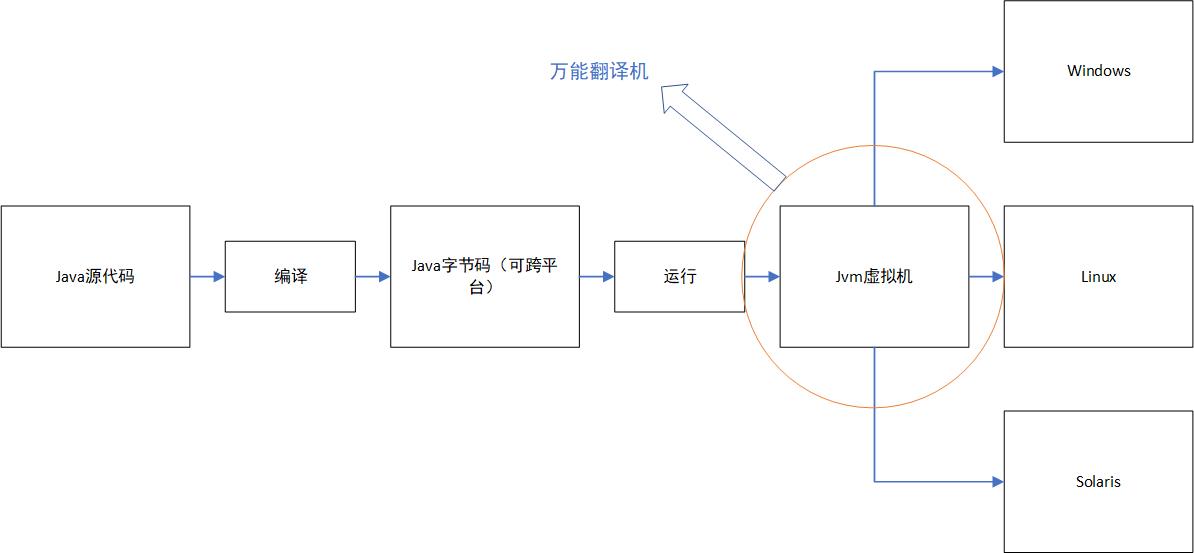 万能翻译机
Windows
Java源代码
编译
Java字节码（可跨平
台）
运行
Jvm虚拟机
Linux
Solaris